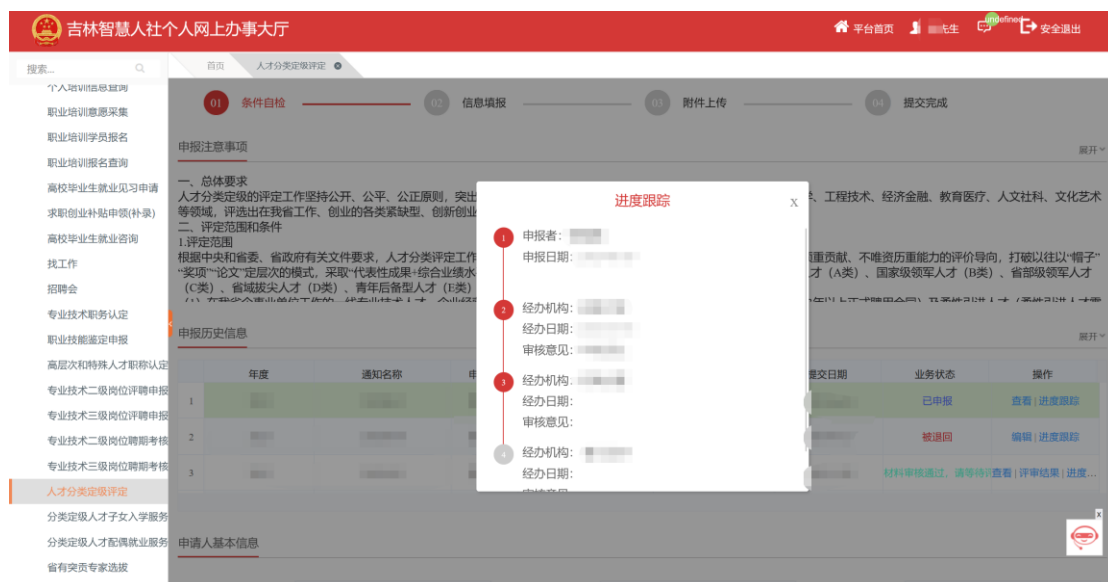 吉林智慧人社个人网上办事大厅
平台首页
先生
undefined
安全退出
搜索...
首页
人才分类定级评定
个人培训信息查询
职业培训意愿采集
职业培训学员报名
职业培训报名查询
高校毕业生就业见习申请
求职创业补贴申领(补录)
高校毕业生就业咨询
找工作
招聘会
专业技术职务认定
职业技能鉴定申报
高层次和特殊人才职称认定
专业技术二级岗位评聘申报
专业技术三级岗位评聘申报
专业技术二级岗位聘期考核
专业技术三级岗位聘期考核
人才分类定级评定
分类定级人才子女入学服务
分类定级人才配偶就业服务
省有突贡专家选拔
01 条件自检
02 信息填报
03 附件上传
04 提交完成
申报注意事项
展开
一、总体要求
人才分类定级的评定工作坚持公开、公平、公正原则，突出
、工程技术、经济金融、教育医疗、人文社科、文化艺术
等领域，评选出在我省工作、创业的各类紧缺型、创新创业
二、评定范围和条件
1.评定范围
根据中央和省委、省政府有关文件要求，人才分类评定工作
重贡献、不唯资历重能力的评价导向，打破以往以“帽子”
“奖项”“论文”定层次的模式，采取“代表性成果+综合业绩水
才（A类）、国家级领军人才（B类）、省部级领军人才
（C类）、省域拔尖人才（D类）、青年后备型人才（E类）
申报历史信息
展开
年度
通知名称
提交日期
业务状态
操作
1
已申报
查看 | 进度跟踪
2
被退回
编辑 | 进度跟踪
3
材料审核通过，请等待
查看 | 评审结果 | 进度...
申请人基本信息
进度跟踪
x
1
申报者:
申报日期:
2
经办机构:
经办日期:
审核意见:
3
经办机构:
经办日期:
审核意见:
4
经办机构:
经办日期:
x